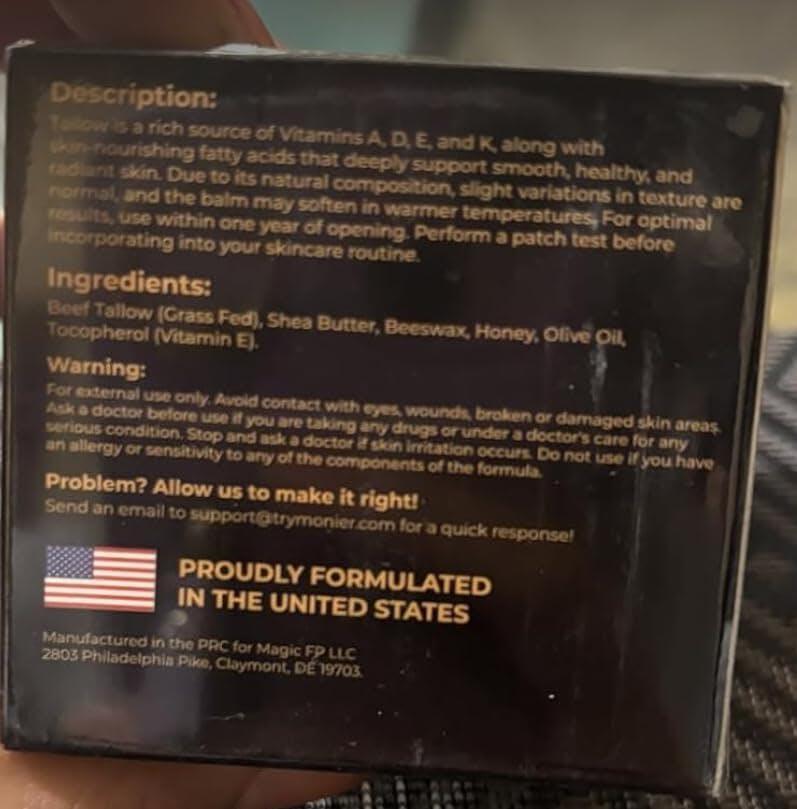 Description:
Tallow is a rich source of Vitamins A, D, E, and K, along with
skin-nourishing fatty acids that deeply support smooth, healthy, and
radiant skin. Due to its natural composition, slight variations in texture are
normal, and the balm may soften in warmer temperatures. For optimal
results, use within one year of opening. Perform a patch test before
incorporating into your skincare routine.
Ingredients:
Beef Tallow (Grass Fed), Shea Butter, Beeswax, Honey, Olive Oil,
Tocopherol (Vitamin E).
Warning:
For external use only. Avoid contact with eyes, wounds, broken or damaged skin areas.
Ask a doctor before use if you are taking any drugs or under a doctor's care for any
serious condition. Stop and ask a doctor if skin irritation occurs. Do not use if you have
an allergy or sensitivity to any of the components of the formula.
Problem? Allow us to make it right!
Send an email to support@trymonier.com for a quick response!
PROUDLY FORMULATED
IN THE UNITED STATES
Manufactured in the PRC for Magic FP LLC
2803 Philadelphia Pike, Claymont, DE 19703.